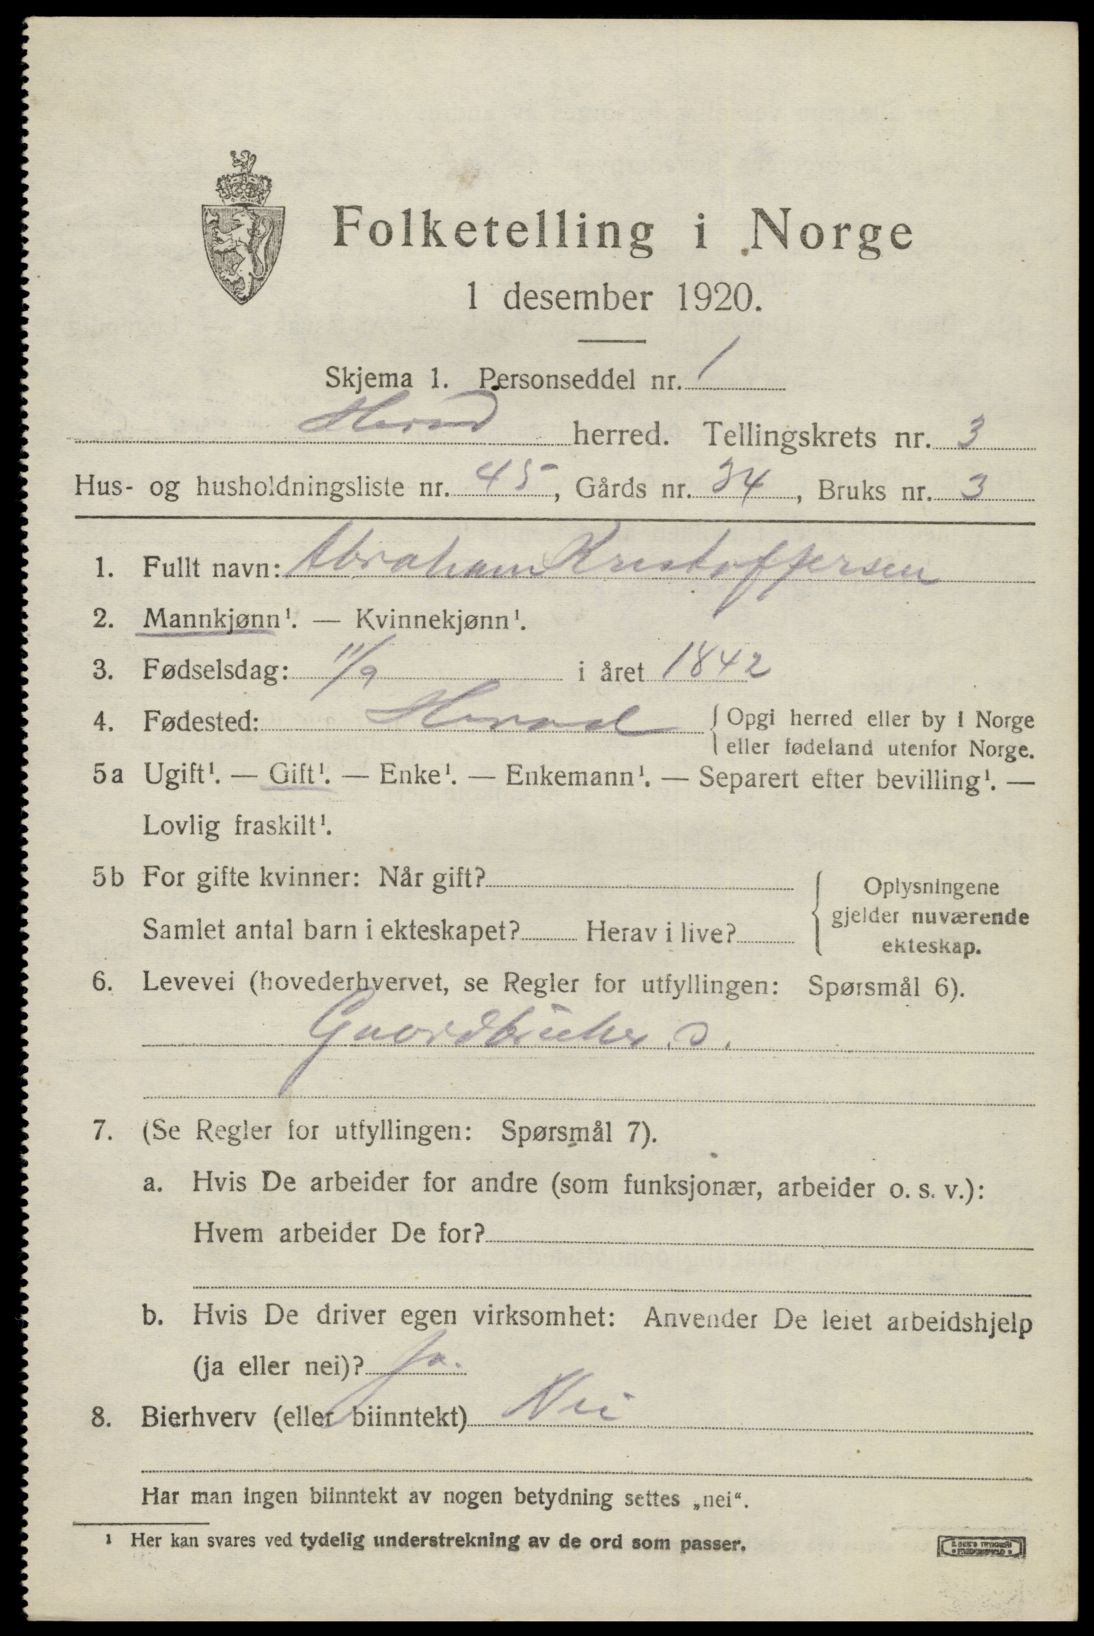 Folketelling i Norge
1 desember 1920.
Skjema 1. Personseddel nr. 1
Herad herred. Tellingskrets nr. 3
Hus- og husholdningsliste nr. 45, Gårds nr. 34, Bruks nr. 3
1. Fullt navn: Abraham Kristoffersen
2. Mannkjønn¹. — Kvinnekjønn¹.
3. Fødselsdag: 11/9 i året 1842
4. Fødested: Herad { Opgi herred eller by i Norge
eller fødeland utenfor Norge.
5a Ugift¹. — Gift¹. — Enke¹. — Enkemann¹. — Separert efter bevilling¹. —
Lovlig fraskilt¹.
5b For gifte kvinner: Når gift?
Samlet antal barn i ekteskapet? Herav i live?
{ Oplysningene
gjelder nuværende
ekteskap.
6. Levevei (hovederhvervet, se Regler for utfyllingen: Spørsmål 6).
Gaardbruker. S.
7. (Se Regler for utfyllingen: Spørsmål 7).
a. Hvis De arbeider for andre (som funksjonær, arbeider o. s. v.):
Hvem arbeider De for?
b. Hvis De driver egen virksomhet: Anvender De leiet arbeidshjelp
(ja eller nei)? Ja.
8. Bierhverv (eller biinntekt) Nei
Har man ingen biinntekt av nogen betydning settes „nei“.
¹ Her kan svares ved tydelig understrekning av de ord som passer.